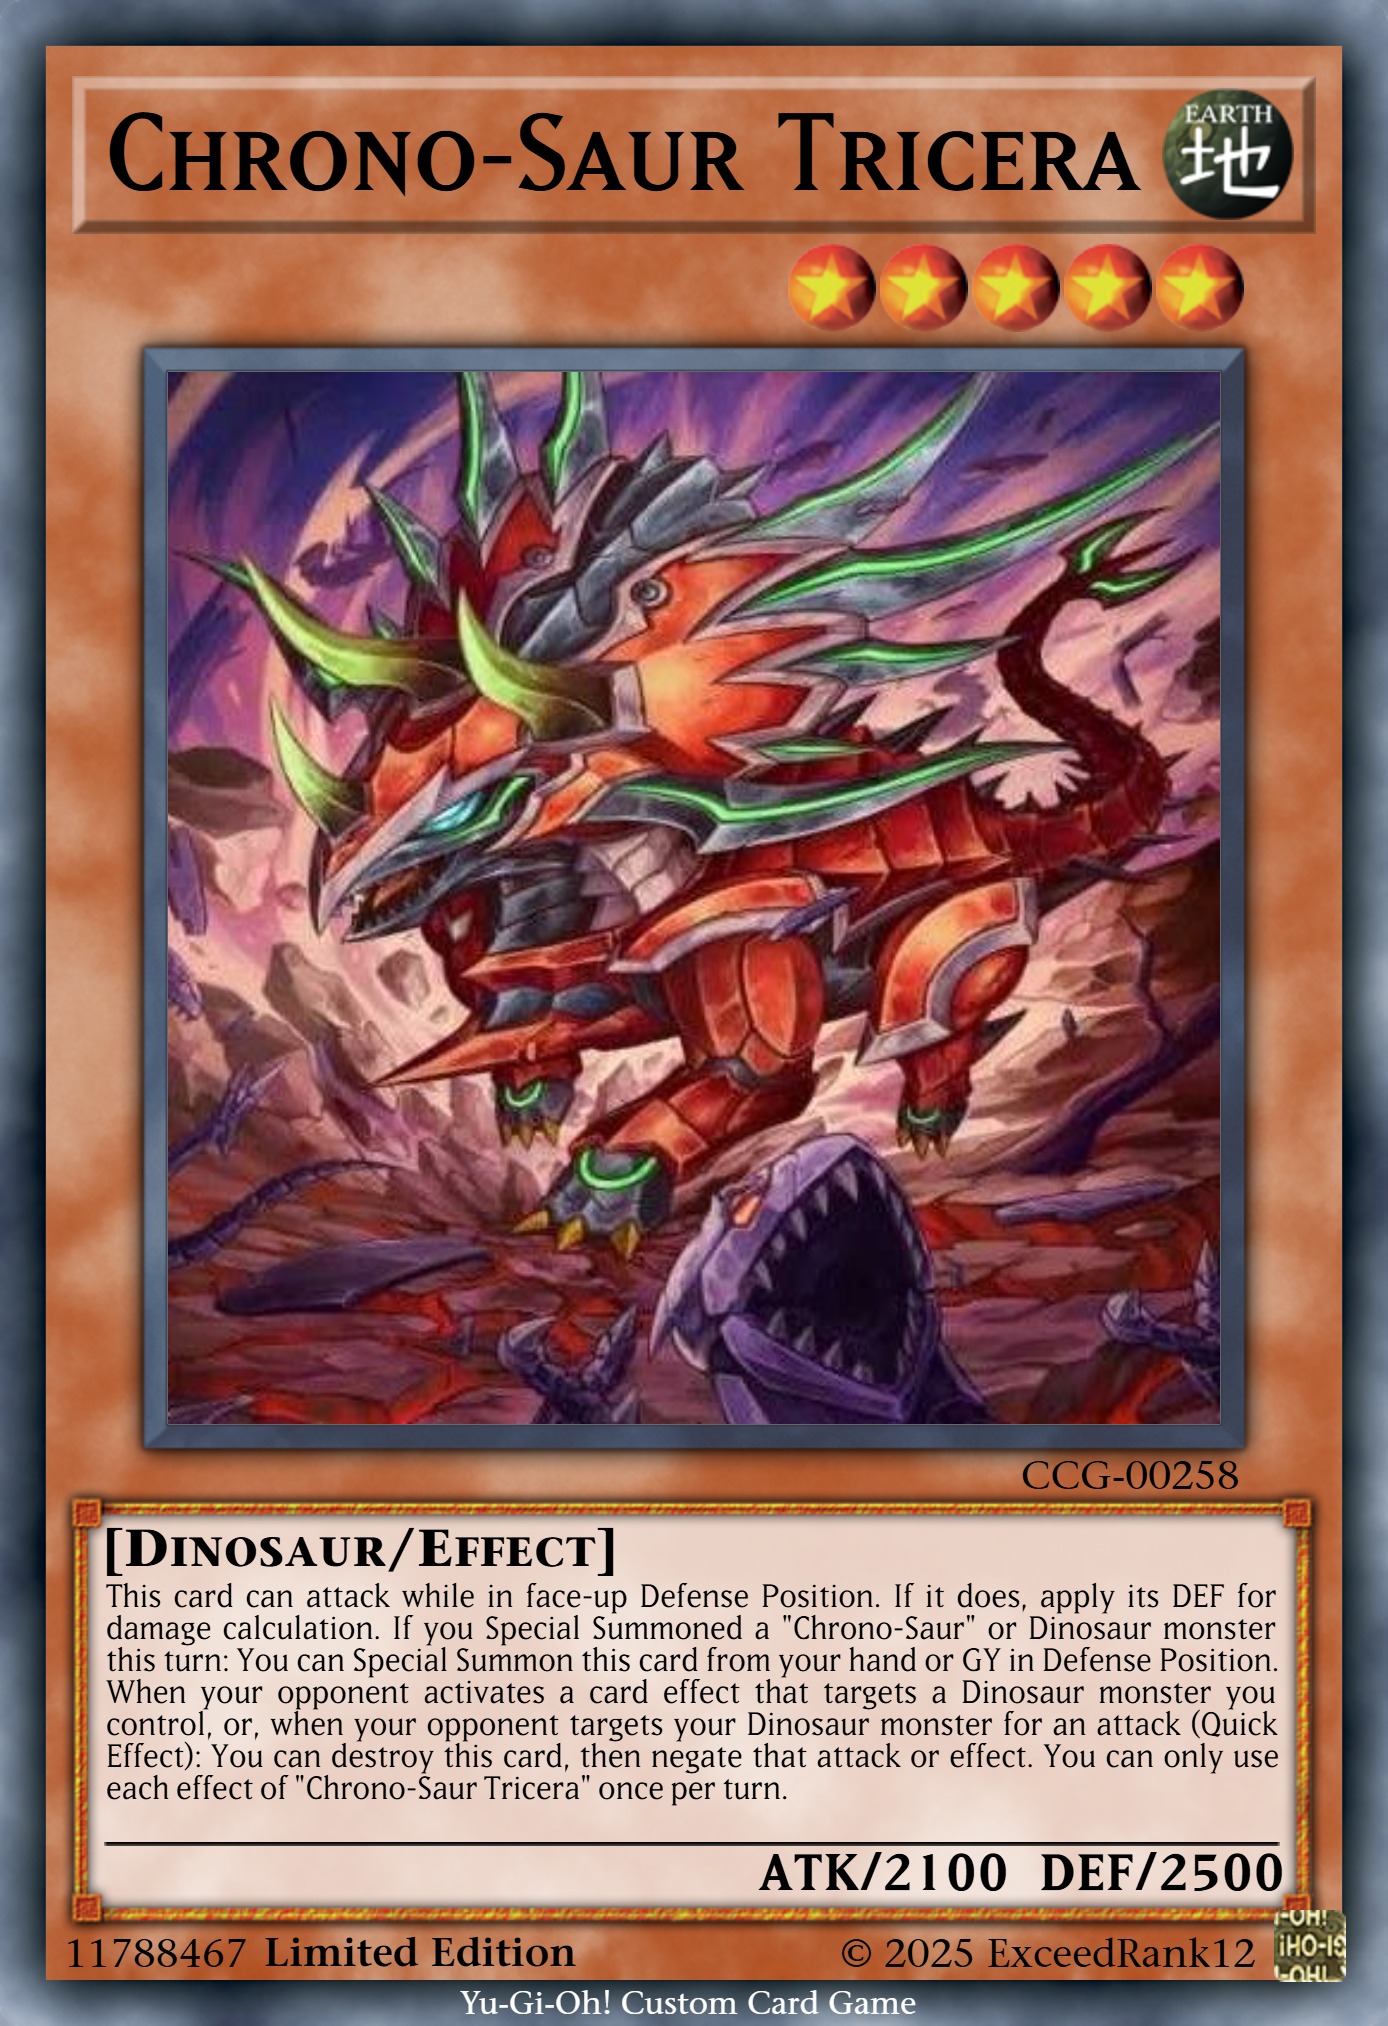 Chrono-Saur Tricera
EARTH
地
CCG-00258
[Dinosaur/Effect]
This card can attack while in face-up Defense Position. If it does, apply its DEF for
damage calculation. If you Special Summoned a "Chrono-Saur" or Dinosaur monster
this turn: You can Special Summon this card from your hand or GY in Defense Position.
When your opponent activates a card effect that targets a Dinosaur monster you
control, or, when your opponent targets your Dinosaur monster for an attack (Quick
Effect): You can destroy this card, then negate that attack or effect. You can only use
each effect of "Chrono-Saur Tricera" once per turn.
ATK/2100 DEF/2500
11788467 Limited Edition
© 2025 ExceedRank12
Yu-Gi-Oh! Custom Card Game